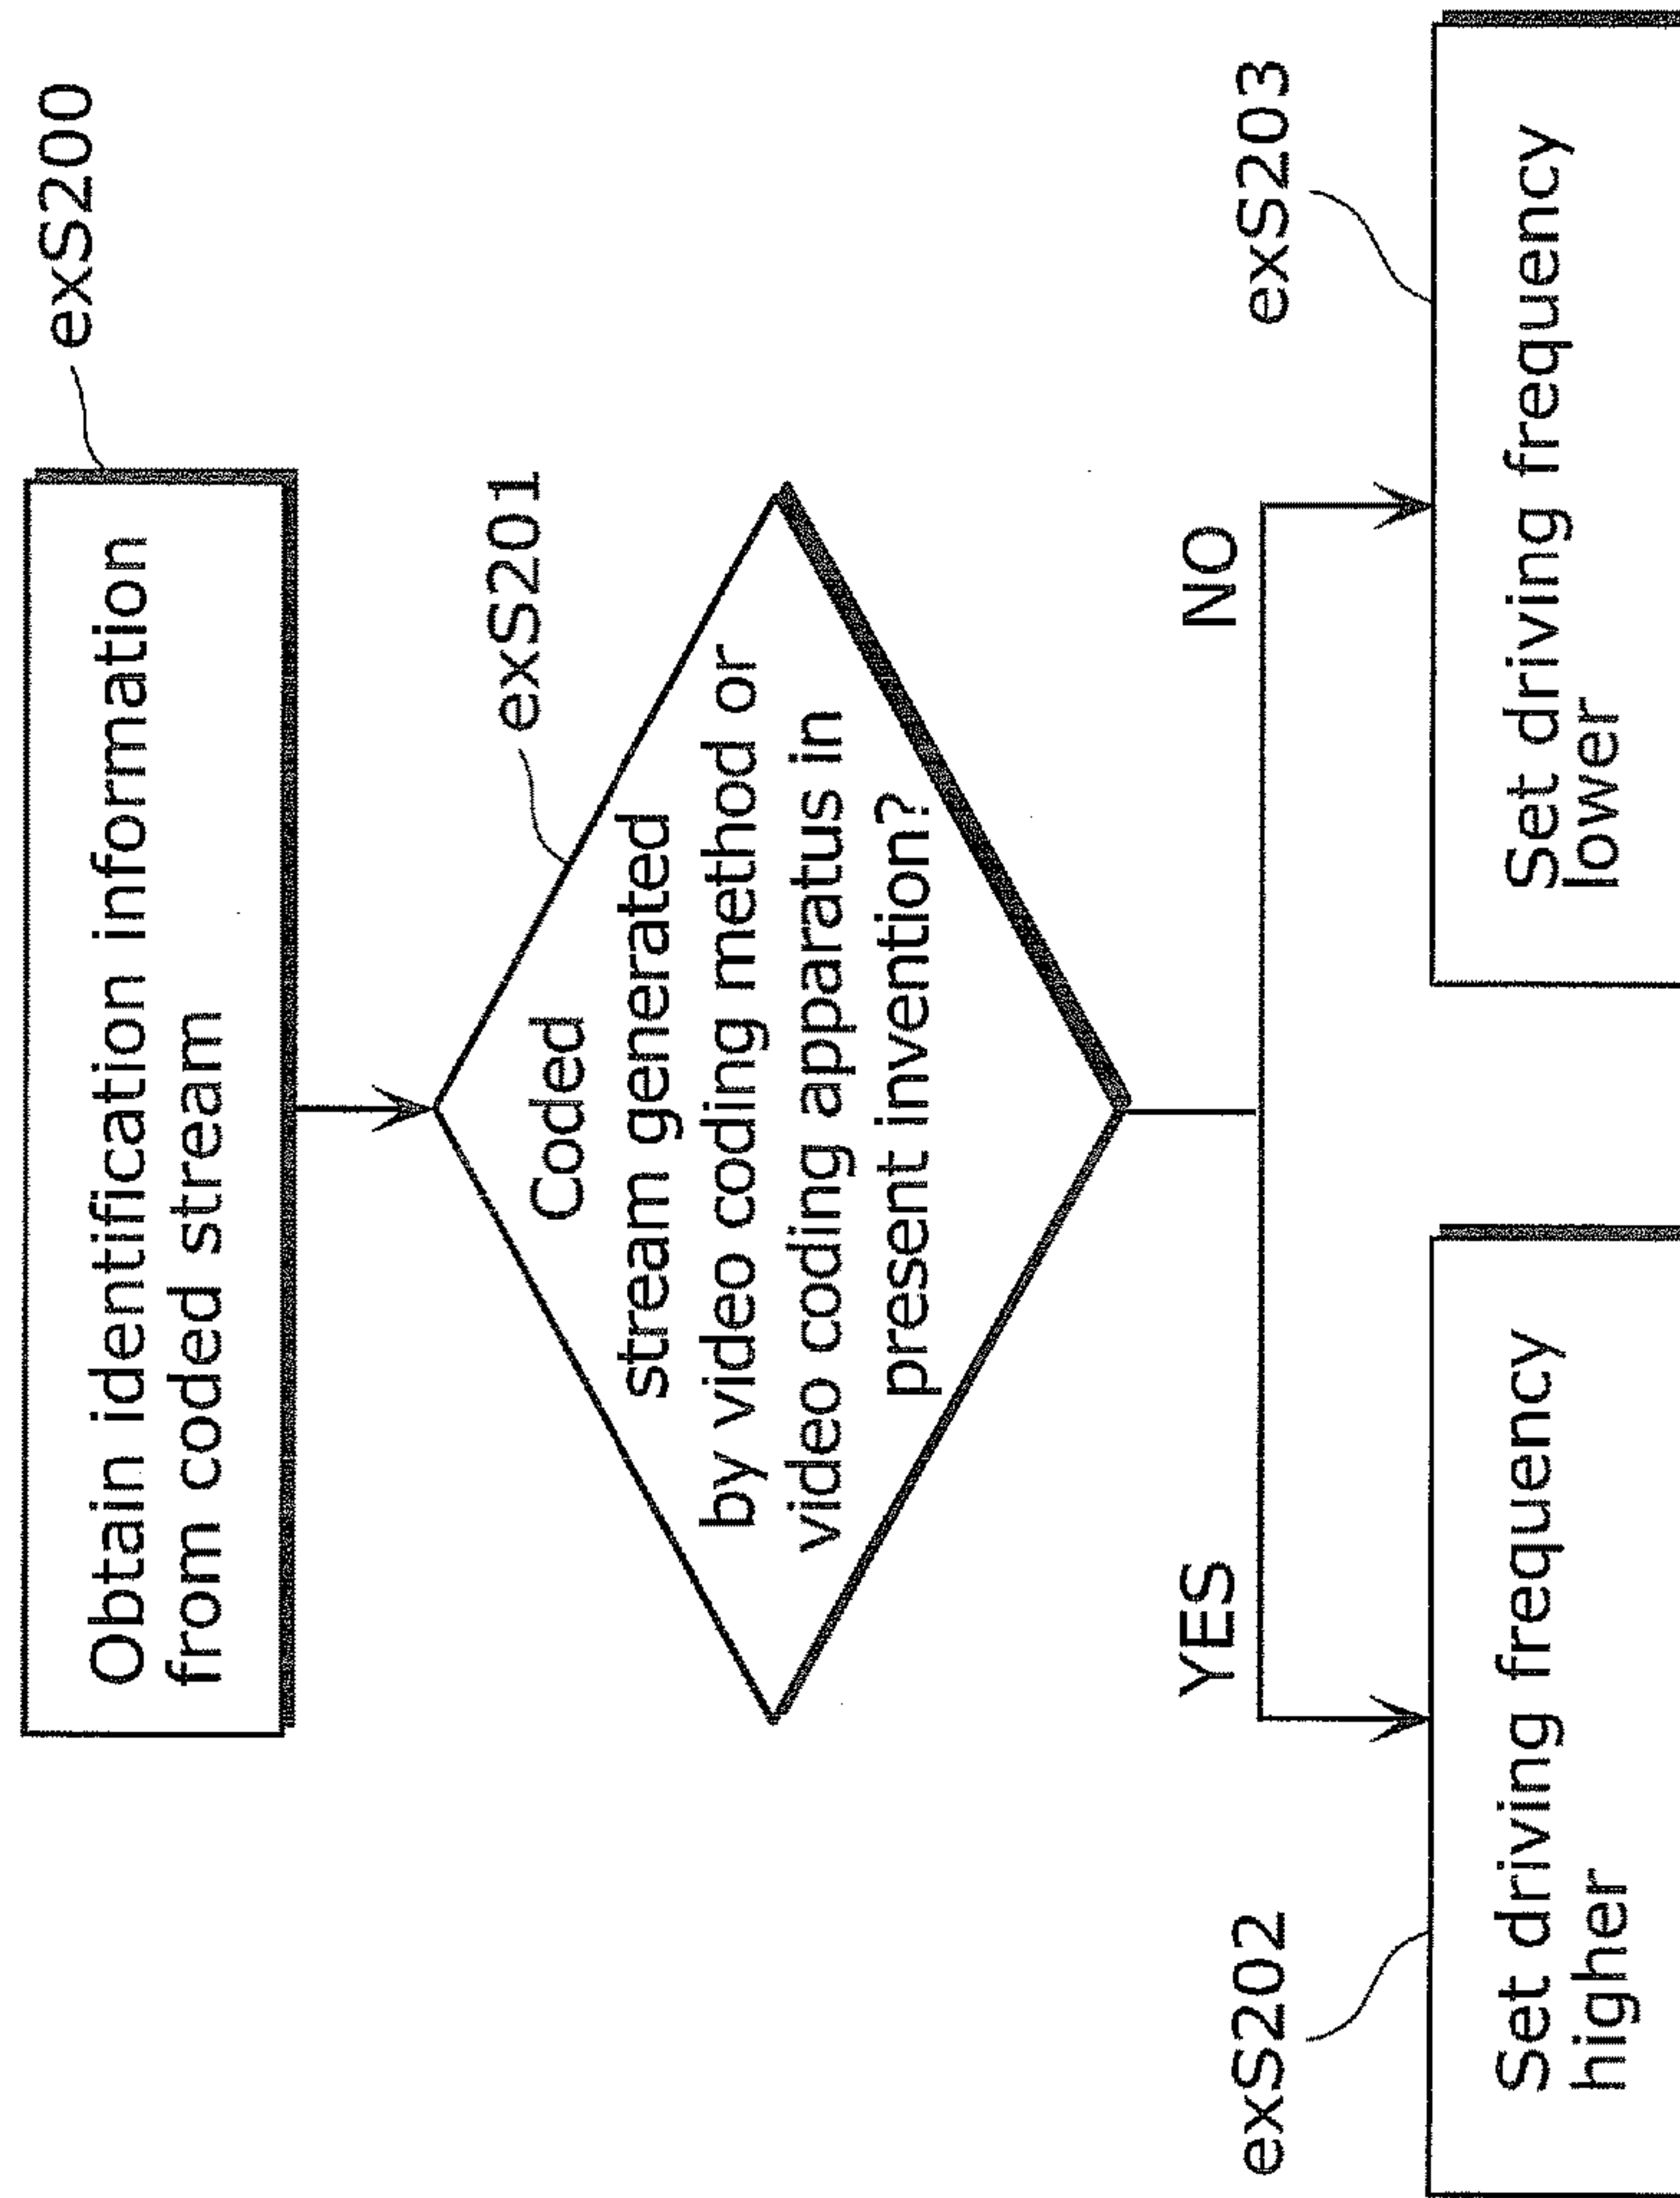 exS200
Obtain identification information
from coded stream
exS201
Coded
stream generated
by video coding method or
video coding apparatus in
present invention?
YES
NO
exS202
exS203
Set driving frequency
higher
Set driving frequency
lower